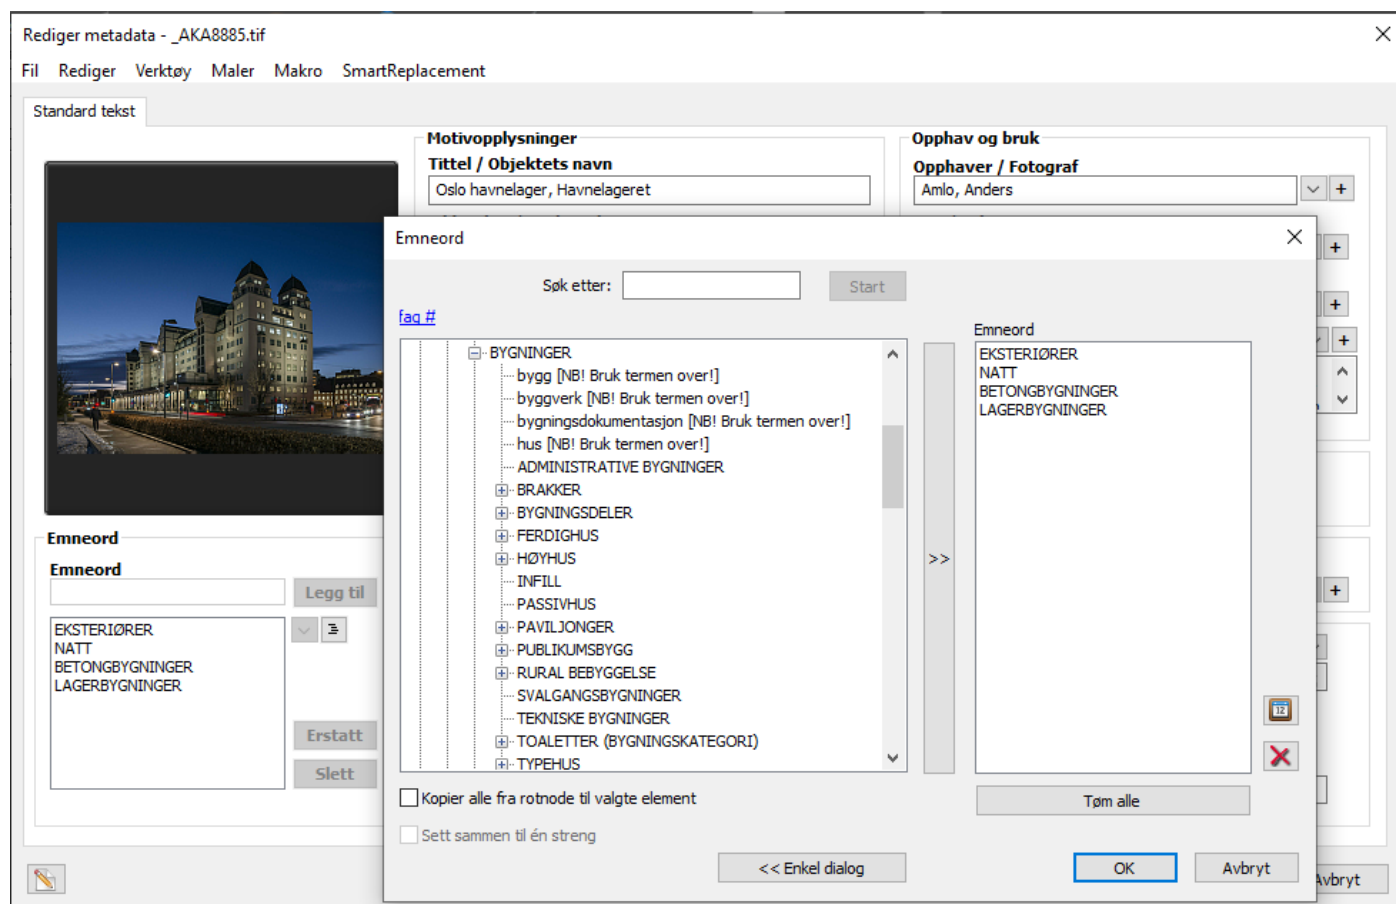 Rediger metadata - _AKA8885.tif
Fil Rediger Verktøy Maler Makro SmartReplacement
Standard tekst
Motivopplysninger
Tittel / Objektets navn
Oslo havnelager, Havnelageret
Opphav og bruk
Opphaver / Fotograf
Amlo, Anders
+
+
+
+
+
Emneord
Emneord
Legg til
EKSTERIØRER
NATT
BETONGBYGNINGER
LAGERBYGNINGER
Erstatt
Slett
Emneord
Søk etter:
Start
faq #
BYGNINGER
bygg [NB! Bruk termen over!]
byggverk [NB! Bruk termen over!]
bygningsdokumentasjon [NB! Bruk termen over!]
hus [NB! Bruk termen over!]
ADMINISTRATIVE BYGNINGER
BRAKKER
BYGNINGSDELER
FERDIGHUS
HØYHUS
INFILL
PASSIVHUS
PAVILJONGER
PUBLIKUMSBYGG
RURAL BEBYGGELSE
SVALGANGSBYGNINGER
TEKNISKE BYGNINGER
TOALETTER (BYGNINGSKATEGORI)
TYPEHUS
>>
Emneord
EKSTERIØRER
NATT
BETONGBYGNINGER
LAGERBYGNINGER
12
Kopier alle fra rotnode til valgte element
Tøm alle
Sett sammen til én streng
<< Enkel dialog
OK
Avbryt
Avbryt